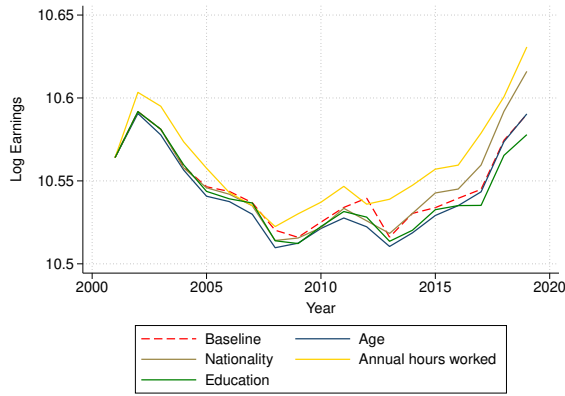 10.65
10.6
10.55
10.5
Log Earnings
2000
2005
2010
2015
2020
Year
Baseline
Age
Nationality
Annual hours worked
Education